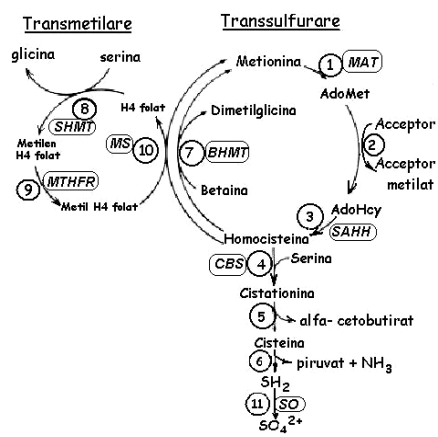 Transmetilare
Transsulfurare
glicina
serina
Metionina
1
MAT
AdoMet
8
SHMT
H4 folat
Dimetilglicina
Acceptor
Metilen
H4 folat
MS
10
7
BHMT
2
Acceptor
metilat
9
MTHFR
Metil H4 folat
Betaina
3
AdoHcy
SAHH
Homocisteina
CBS
4
Serina
Cistationina
5
alfa- cetobutirat
Cisteina
6
piruvat + NH3
SH2
11
SO
SO4 2+